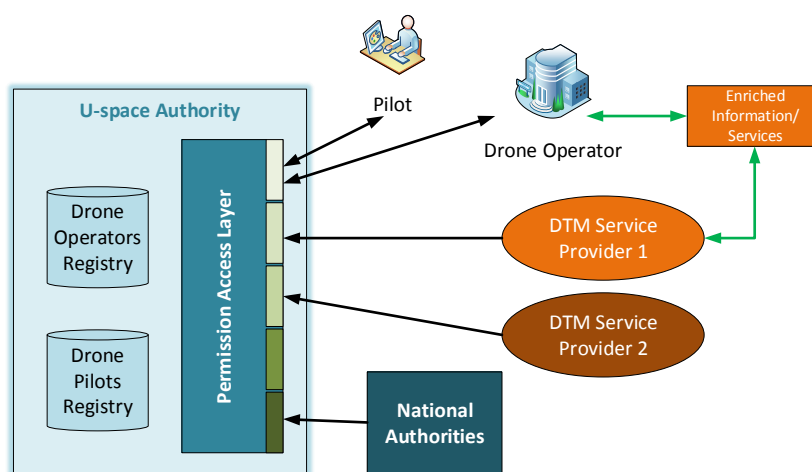 U-space Authority
Drone
Operators
Registry
Drone
Pilots
Registry
Permission Access Layer
Pilot
Drone Operator
Enriched
Information/
Services
DTM Service
Provider 1
DTM Service
Provider 2
National
Authorities